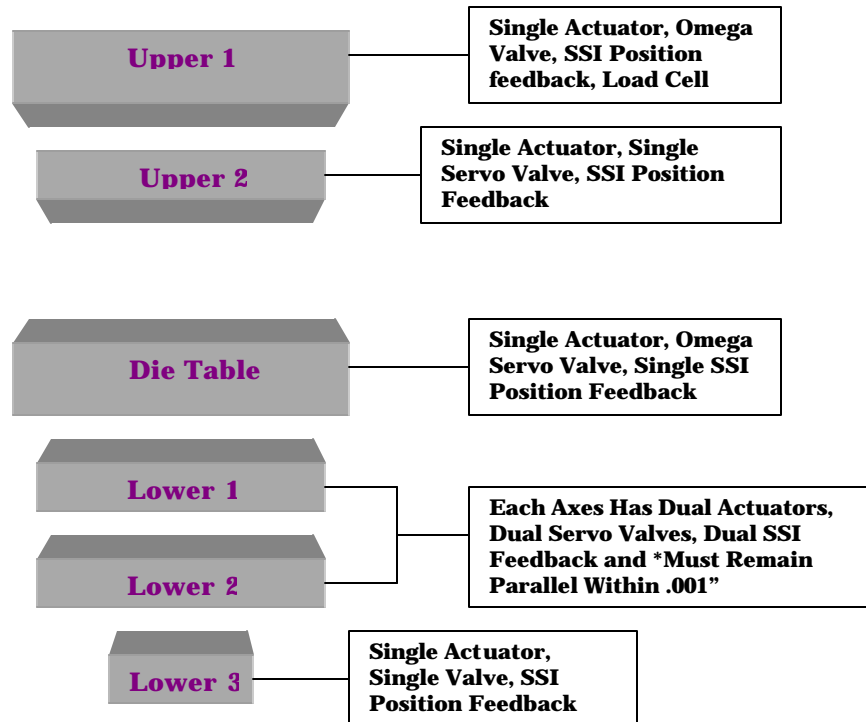 Upper 1
Single Actuator, Omega
Valve, SSI Position
feedback, Load Cell
Upper 2
Single Actuator, Single
Servo Valve, SSI Position
Feedback
Die Table
Single Actuator, Omega
Servo Valve, Single SSI
Position Feedback
Lower 1
Lower 2
Each Axes Has Dual Actuators,
Dual Servo Valves, Dual SSI
Feedback and *Must Remain
Parallel Within .001”
Lower 3
Single Actuator,
Single Valve, SSI
Position Feedback